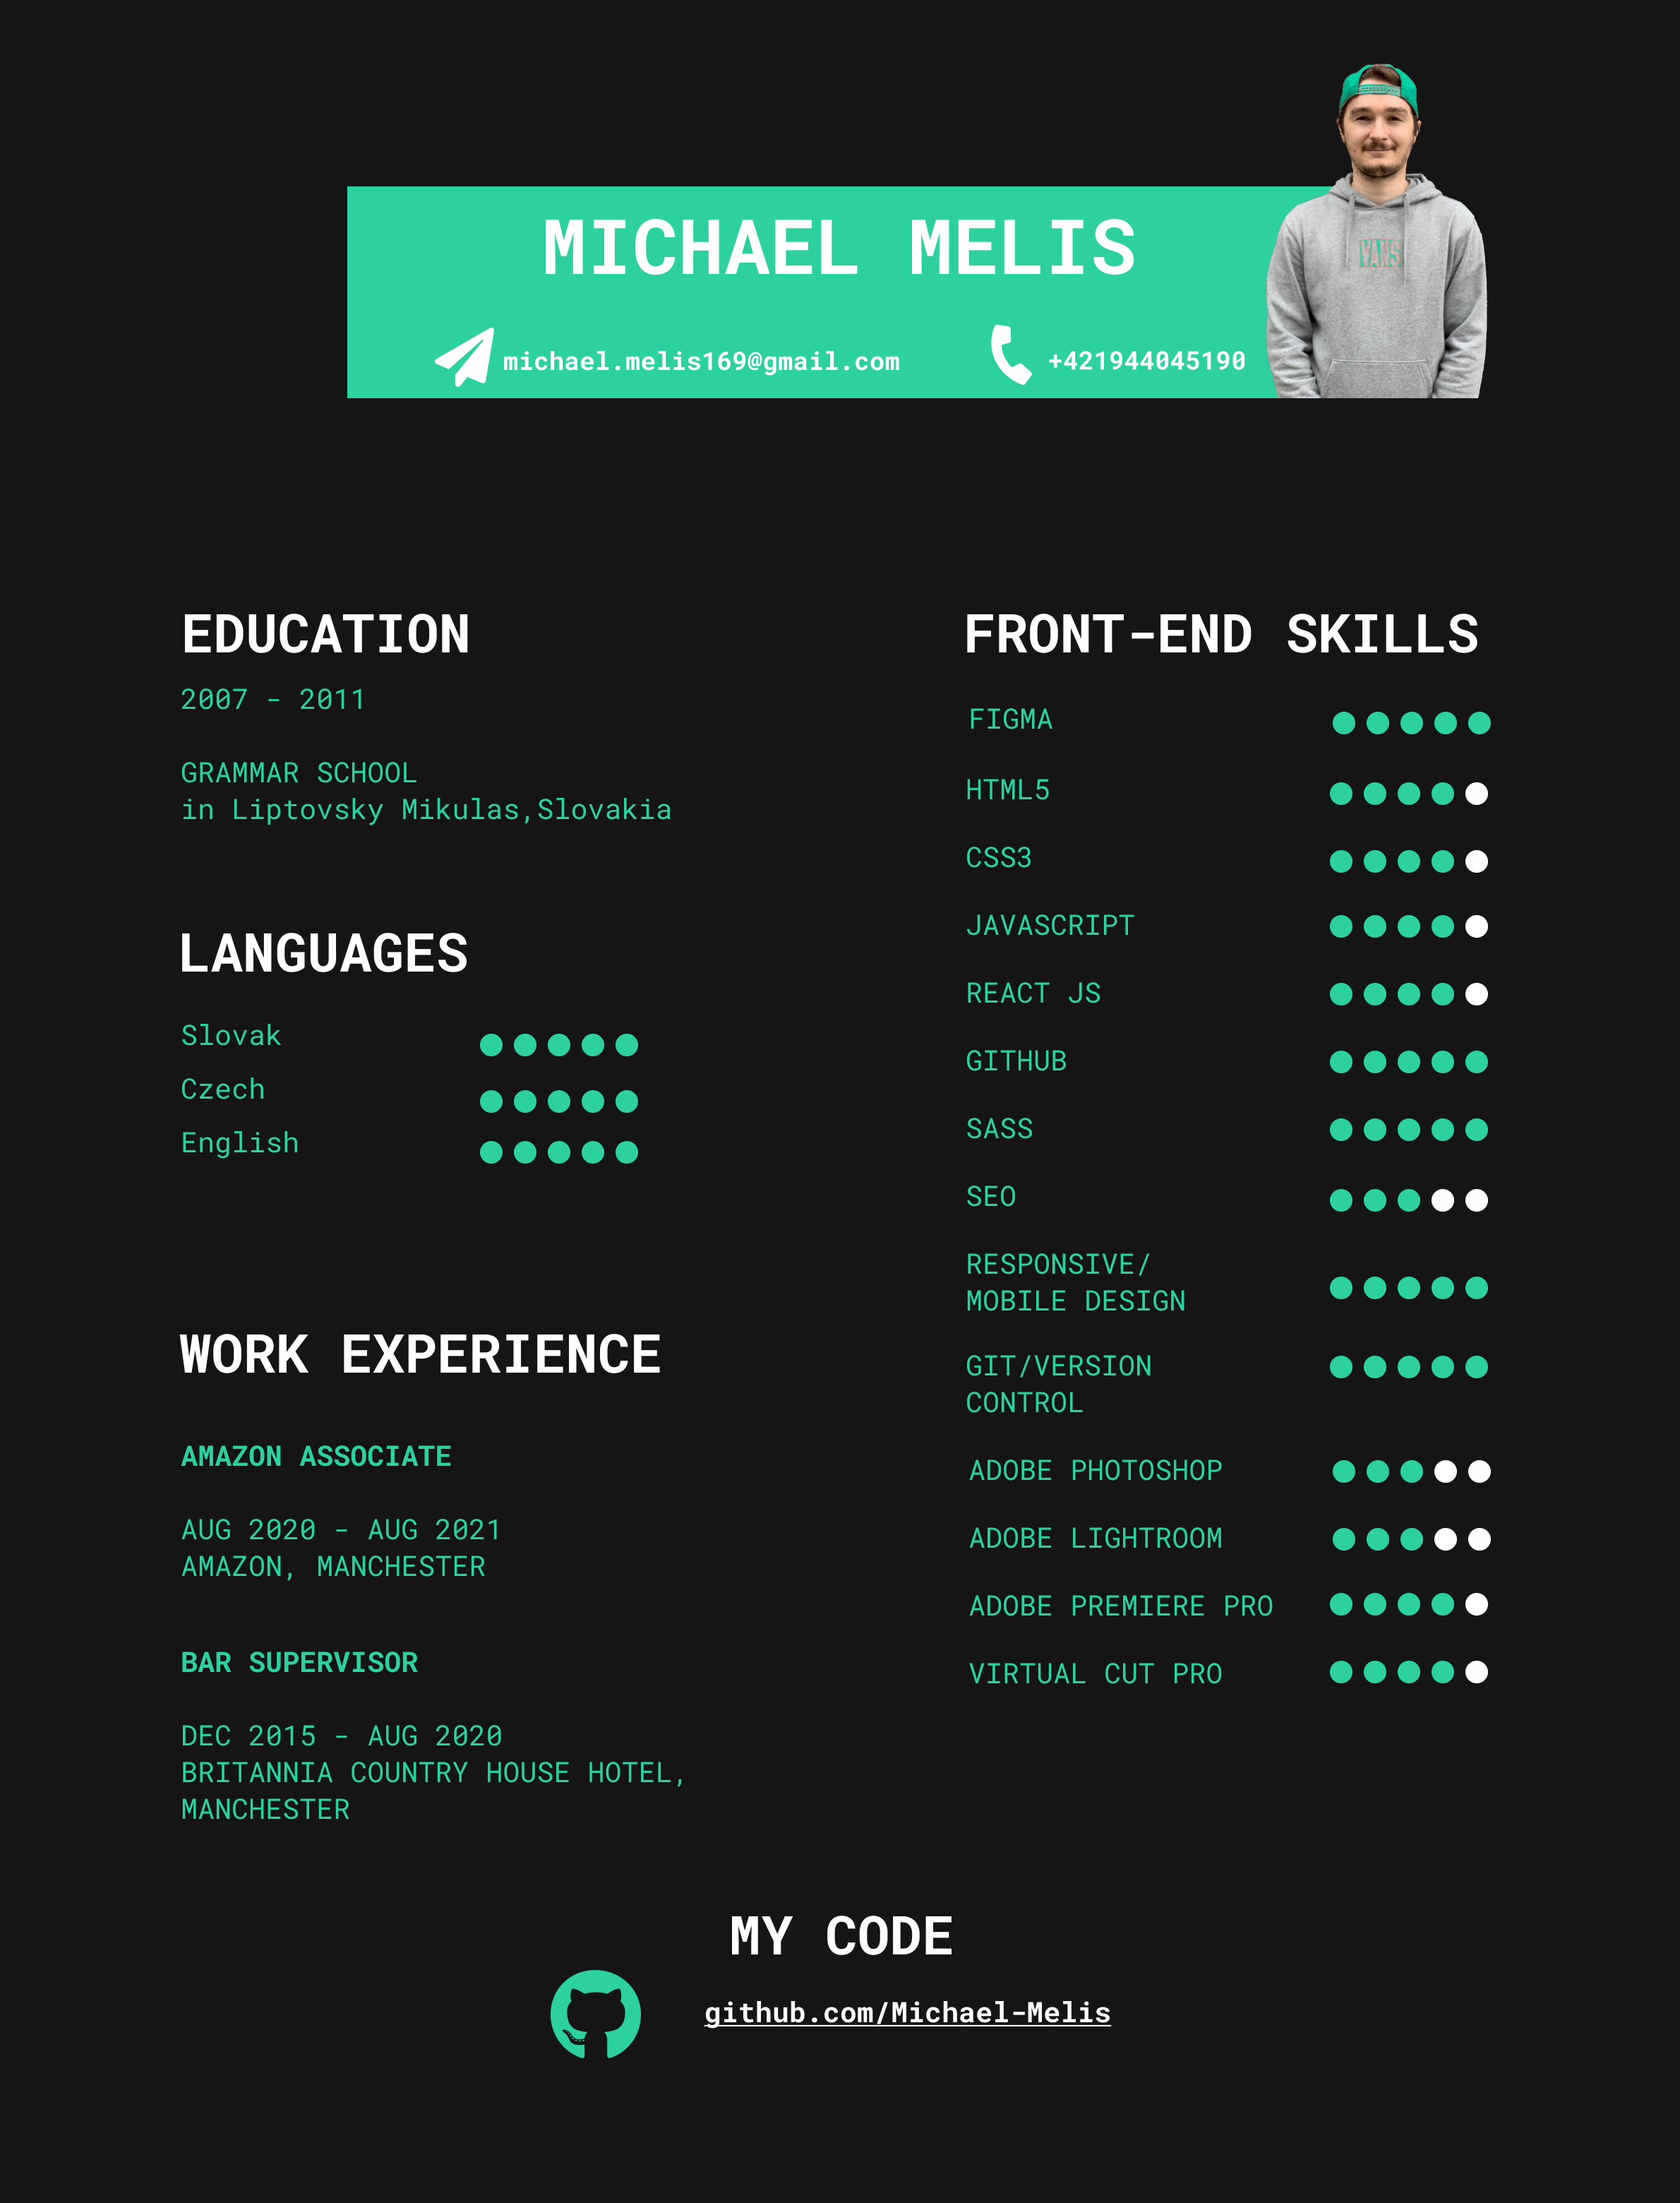 MICHAEL MELIS
michael.melis169@gmail.com
+421944045190
VANS
EDUCATION
2007 - 2011
GRAMMAR SCHOOL
in Liptovsky Mikulas,Slovakia
LANGUAGES
Slovak
Czech
English
WORK EXPERIENCE
AMAZON ASSOCIATE
AUG 2020 - AUG 2021
AMAZON, MANCHESTER
BAR SUPERVISOR
DEC 2015 - AUG 2020
BRITANNIA COUNTRY HOUSE HOTEL,
MANCHESTER
FRONT-END SKILLS
FIGMA
HTML5
CSS3
JAVASCRIPT
REACT JS
GITHUB
SASS
SEO
RESPONSIVE/
MOBILE DESIGN
GIT/VERSION
CONTROL
ADOBE PHOTOSHOP
ADOBE LIGHTROOM
ADOBE PREMIERE PRO
VIRTUAL CUT PRO
MY CODE
github.com/Michael-Melis